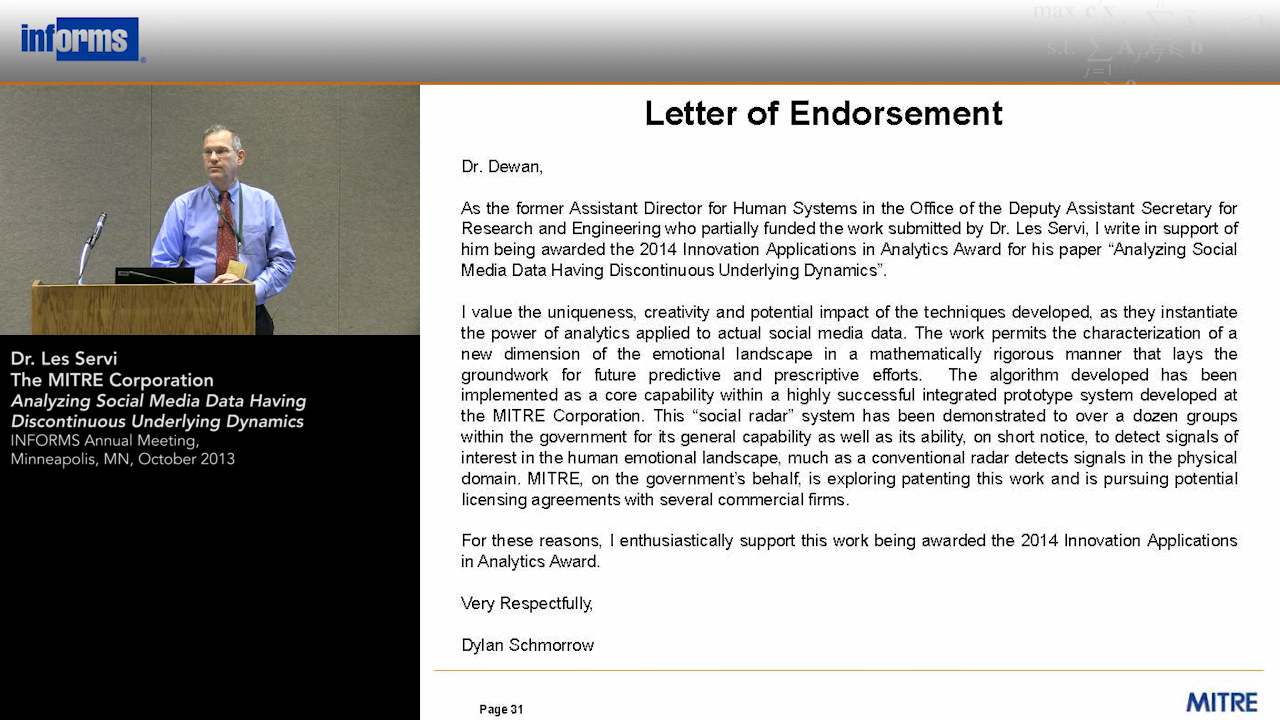 informs
max c'x
s.t.
Letter of Endorsement
Dr. Dewan,
As the former Assistant Director for Human Systems in the Office of the Deputy Assistant Secretary for
Research and Engineering who partially funded the work submitted by Dr. Les Servi, I write in support of
him being awarded the 2014 Innovation Applications in Analytics Award for his paper “Analyzing Social
Media Data Having Discontinuous Underlying Dynamics”.
I value the uniqueness, creativity and potential impact of the techniques developed, as they instantiate
the power of analytics applied to actual social media data. The work permits the characterization of a
new dimension of the emotional landscape in a mathematically rigorous manner that lays the
groundwork for future predictive and prescriptive efforts. The algorithm developed has been
implemented as a core capability within a highly successful integrated prototype system developed at
the MITRE Corporation. This “social radar” system has been demonstrated to over a dozen groups
within the government for its general capability as well as its ability, on short notice, to detect signals of
interest in the human emotional landscape, much as a conventional radar detects signals in the physical
domain. MITRE, on the government’s behalf, is exploring patenting this work and is pursuing potential
licensing agreements with several commercial firms.
For these reasons, I enthusiastically support this work being awarded the 2014 Innovation Applications
in Analytics Award.
Very Respectfully,
Dylan Schmorrow
Page 31
MITRE
Dr. Les Servi
The MITRE Corporation
Analyzing Social Media Data Having
Discontinuous Underlying Dynamics
INFORMS Annual Meeting,
Minneapolis, MN, October 2013